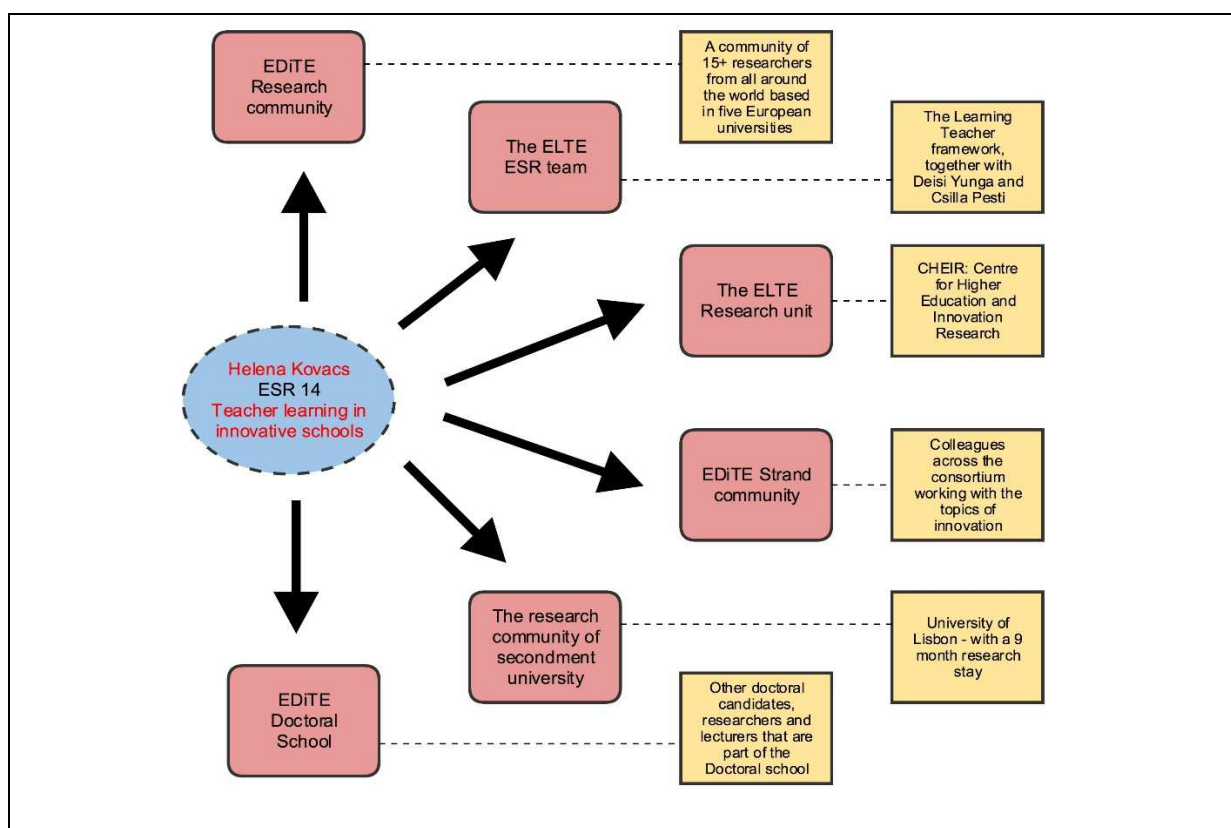 EDiTE
Research
community
A community of
15+ researchers
from all around
the world based
in five European
universities
The ELTE
ESR team
The Learning
Teacher
framework,
together with
Deisi Yunga and
Csilla Pesti
The ELTE
Research unit
CHEIR: Centre
for Higher
Education and
Innovation
Research
Helena Kovacs
ESR 14
Teacher learning in
innovative schools
EDiTE Strand
community
Colleagues
across the
consortium
working with the
topics of
innovation
The research
community of
secondment
university
University of
Lisbon - with a 9
month research
stay
EDiTE
Doctoral
School
Other doctoral
candidates,
researchers and
lecturers that are
part of the
Doctoral school